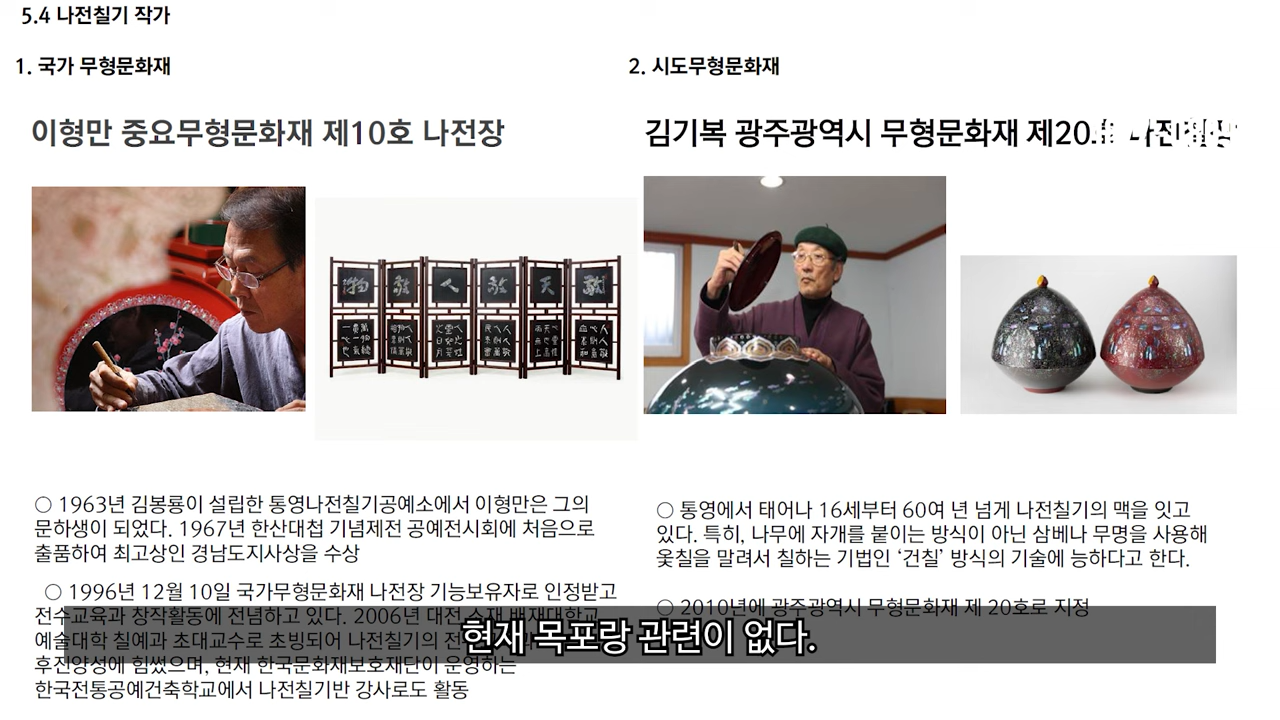 5.4 나전칠기 작가
1. 국가 무형문화재
이형만 중요무형문화재 제10호 나전장
○ 1963년 김봉룡이 설립한 통영나전칠기공예소에서 이형만은 그의
문하생이 되었다. 1967년 한산대첩 기념제전 공예전시회에 처음으로
출품하여 최고상인 경남도지사상을 수상
○ 1996년 12월 10일 국가무형문화재 나전장 기능보유자로 인정받고
전수교육과 창작활동에 전념하고 있다. 2006년 대전 소재 배재대학교
예술대학 칠예과 초대교수로 초빙되어 나전칠기의
후진양성에 힘썼으며, 현재 한국문화재보호재단이 운영하는
한국전통공예건축학교에서 나전칠기반 강사로도 활동
2. 시도무형문화재
김기복 광주광역시 무형문화재 제20호
○ 통영에서 태어나 16세부터 60여 년 넘게 나전칠기의 맥을 잇고
있다. 특히, 나무에 자개를 붙이는 방식이 아닌 삼베나 무명을 사용해
옻칠을 말려서 칠하는 기법인 ‘건칠’ 방식의 기술에 능하다고 한다.
○ 2010년에 광주광역시 무형문화재 제 20호로 지정
현재 목포랑 관련이 없다.